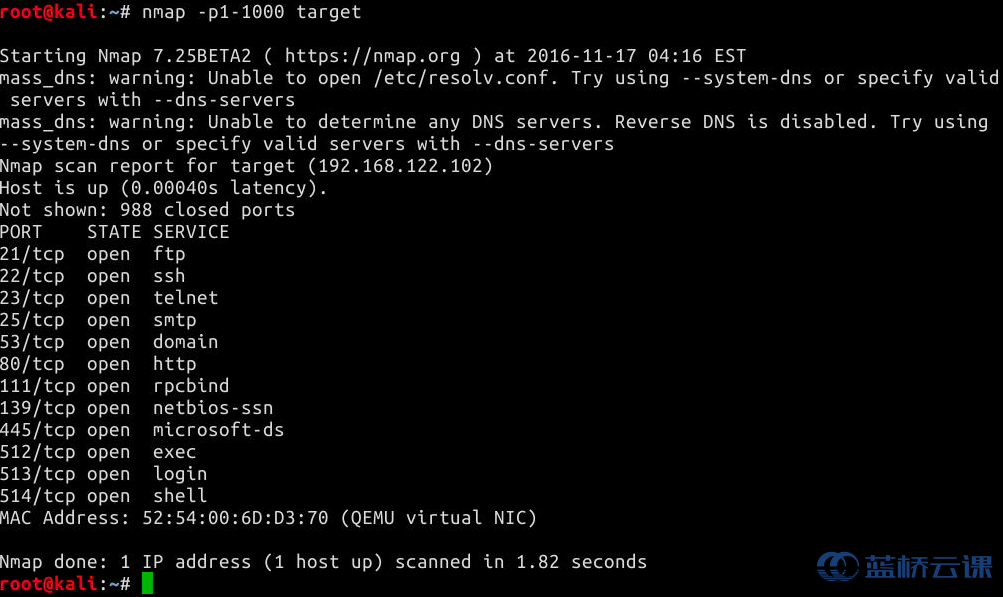 root@kali:~# nmap -p1-1000 target
Starting Nmap 7.25BETA2 ( https://nmap.org ) at 2016-11-17 04:16 EST
mass_dns: warning: Unable to open /etc/resolv.conf. Try using --system-dns or specify valid
 servers with --dns-servers
mass_dns: warning: Unable to determine any DNS servers. Reverse DNS is disabled. Try using
--system-dns or specify valid servers with --dns-servers
Nmap scan report for target (192.168.122.102)
Host is up (0.00040s latency).
Not shown: 988 closed ports
PORT    STATE SERVICE
21/tcp  open  ftp
22/tcp  open  ssh
23/tcp  open  telnet
25/tcp  open  smtp
53/tcp  open  domain
80/tcp  open  http
111/tcp open  rpcbind
139/tcp open  netbios-ssn
445/tcp open  microsoft-ds
512/tcp open  exec
513/tcp open  login
514/tcp open  shell
MAC Address: 52:54:00:6D:D3:70 (QEMU virtual NIC)
Nmap done: 1 IP address (1 host up) scanned in 1.82 seconds
root@kali:~#
蓝桥云课